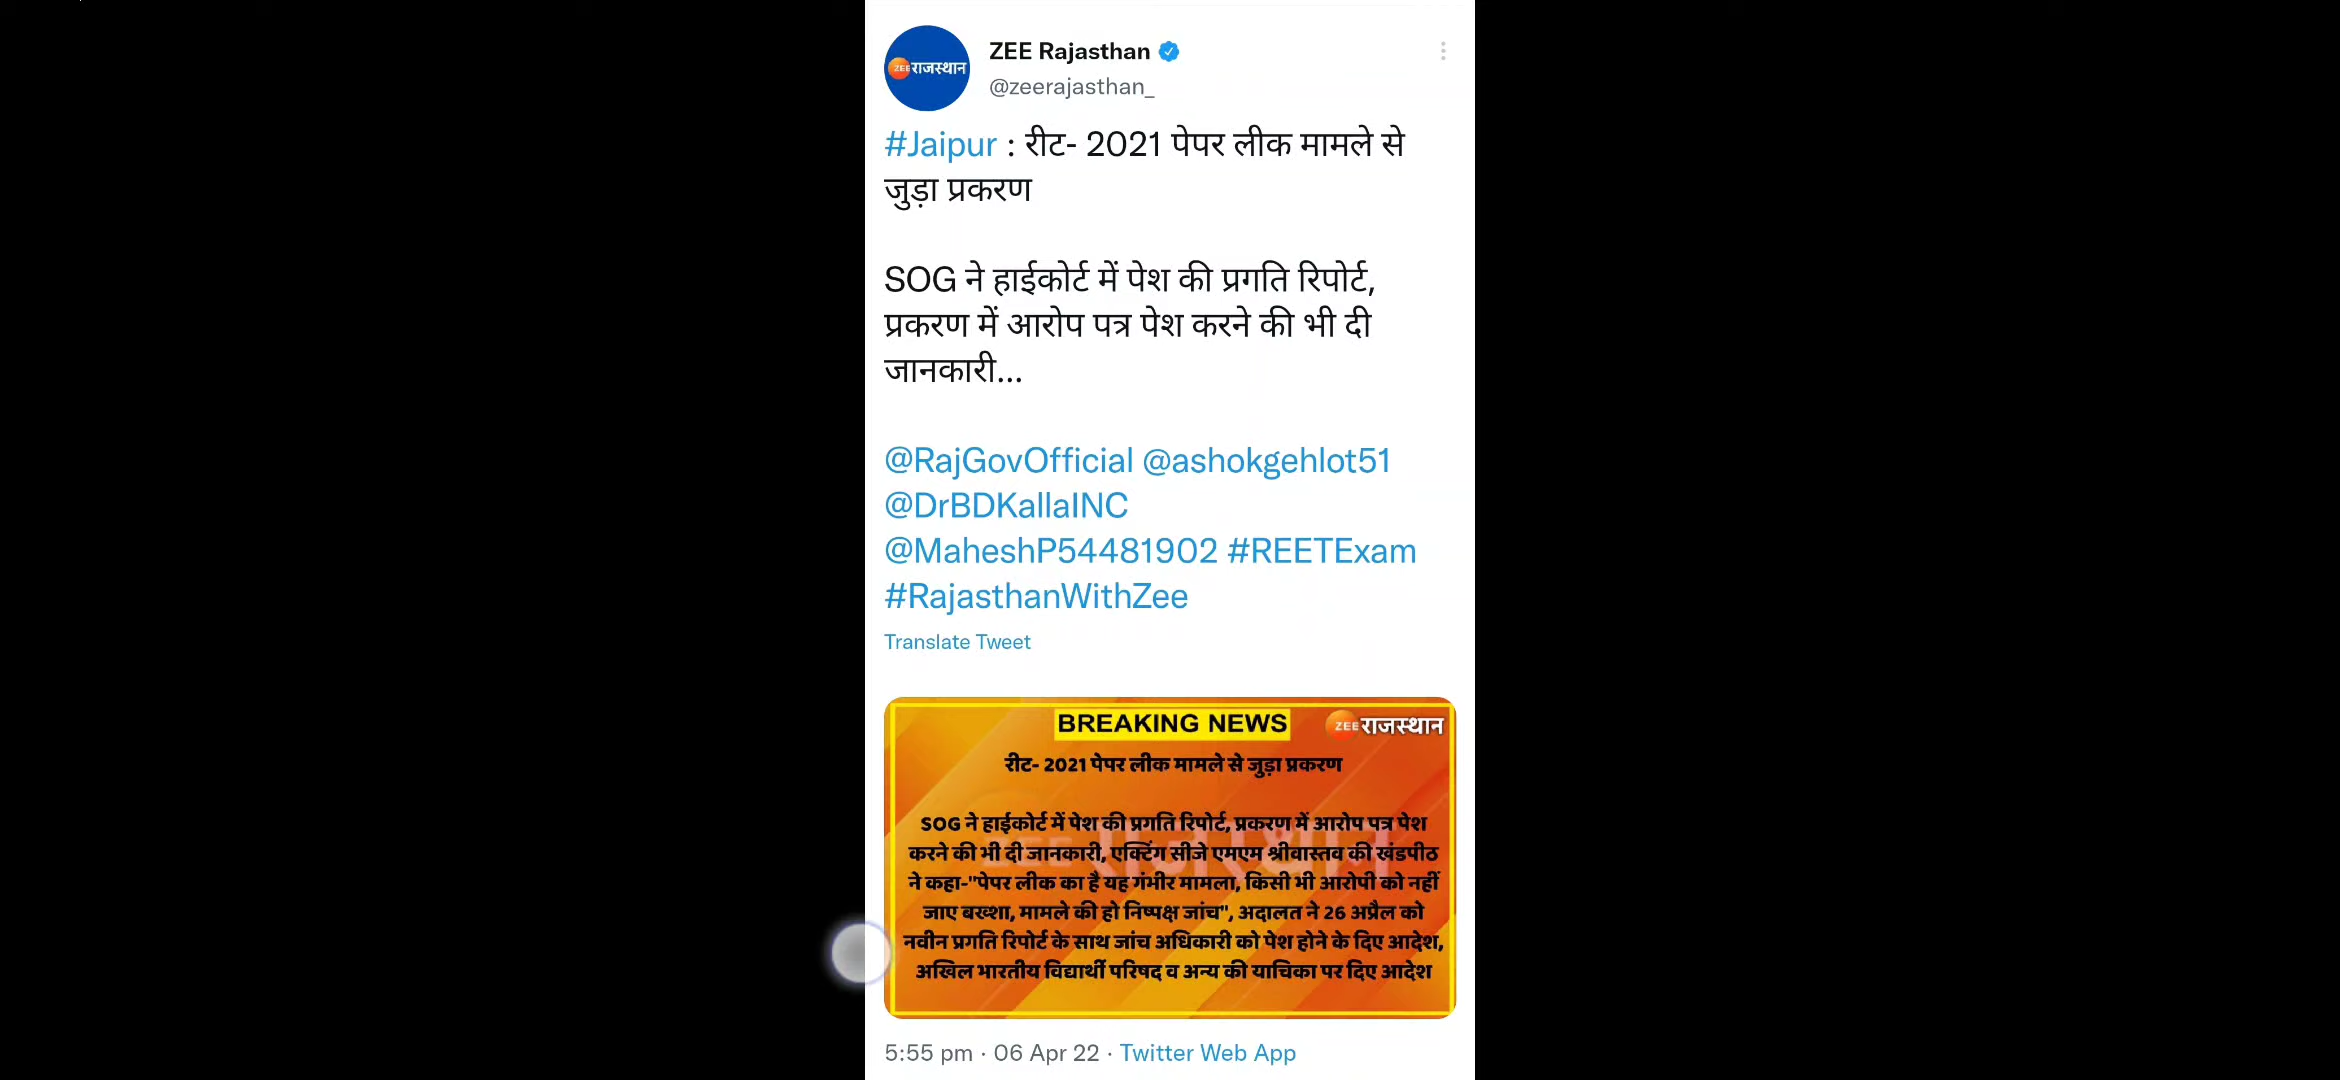 ZEE राजस्थान
ZEE Rajasthan
@zeerajasthan_
#Jaipur : रीट- 2021 पेपर लीक मामले से
जुड़ा प्रकरण
SOG ने हाईकोर्ट में पेश की प्रगति रिपोर्ट,
प्रकरण में आरोप पत्र पेश करने की भी दी
जानकारी...
@RajGovOfficial @ashokgehlot51
@DrBDKallaINC
@MaheshP54481902 #REETExam
#RajasthanWithZee
Translate Tweet
BREAKING NEWS
ZEE राजस्थान
रीट- 2021 पेपर लीक मामले से जुड़ा प्रकरण
SOG ने हाईकोर्ट में पेश की प्रगति रिपोर्ट, प्रकरण में आरोप पत्र पेश
करने की भी दी जानकारी, एक्टिंग सीजे एमएम श्रीवास्तव की खंडपीठ
ने कहा-"पेपर लीक का है यह गंभीर मामला, किसी भी आरोपी को नहीं
जाए बख्शा, मामले की हो निष्पक्ष जांच", अदालत ने 26 अप्रैल को
नवीन प्रगति रिपोर्ट के साथ जांच अधिकारी को पेश होने के दिए आदेश,
अखिल भारतीय विद्यार्थी परिषद व अन्य की याचिका पर दिए आदेश
5:55 pm · 06 Apr 22 · Twitter Web App